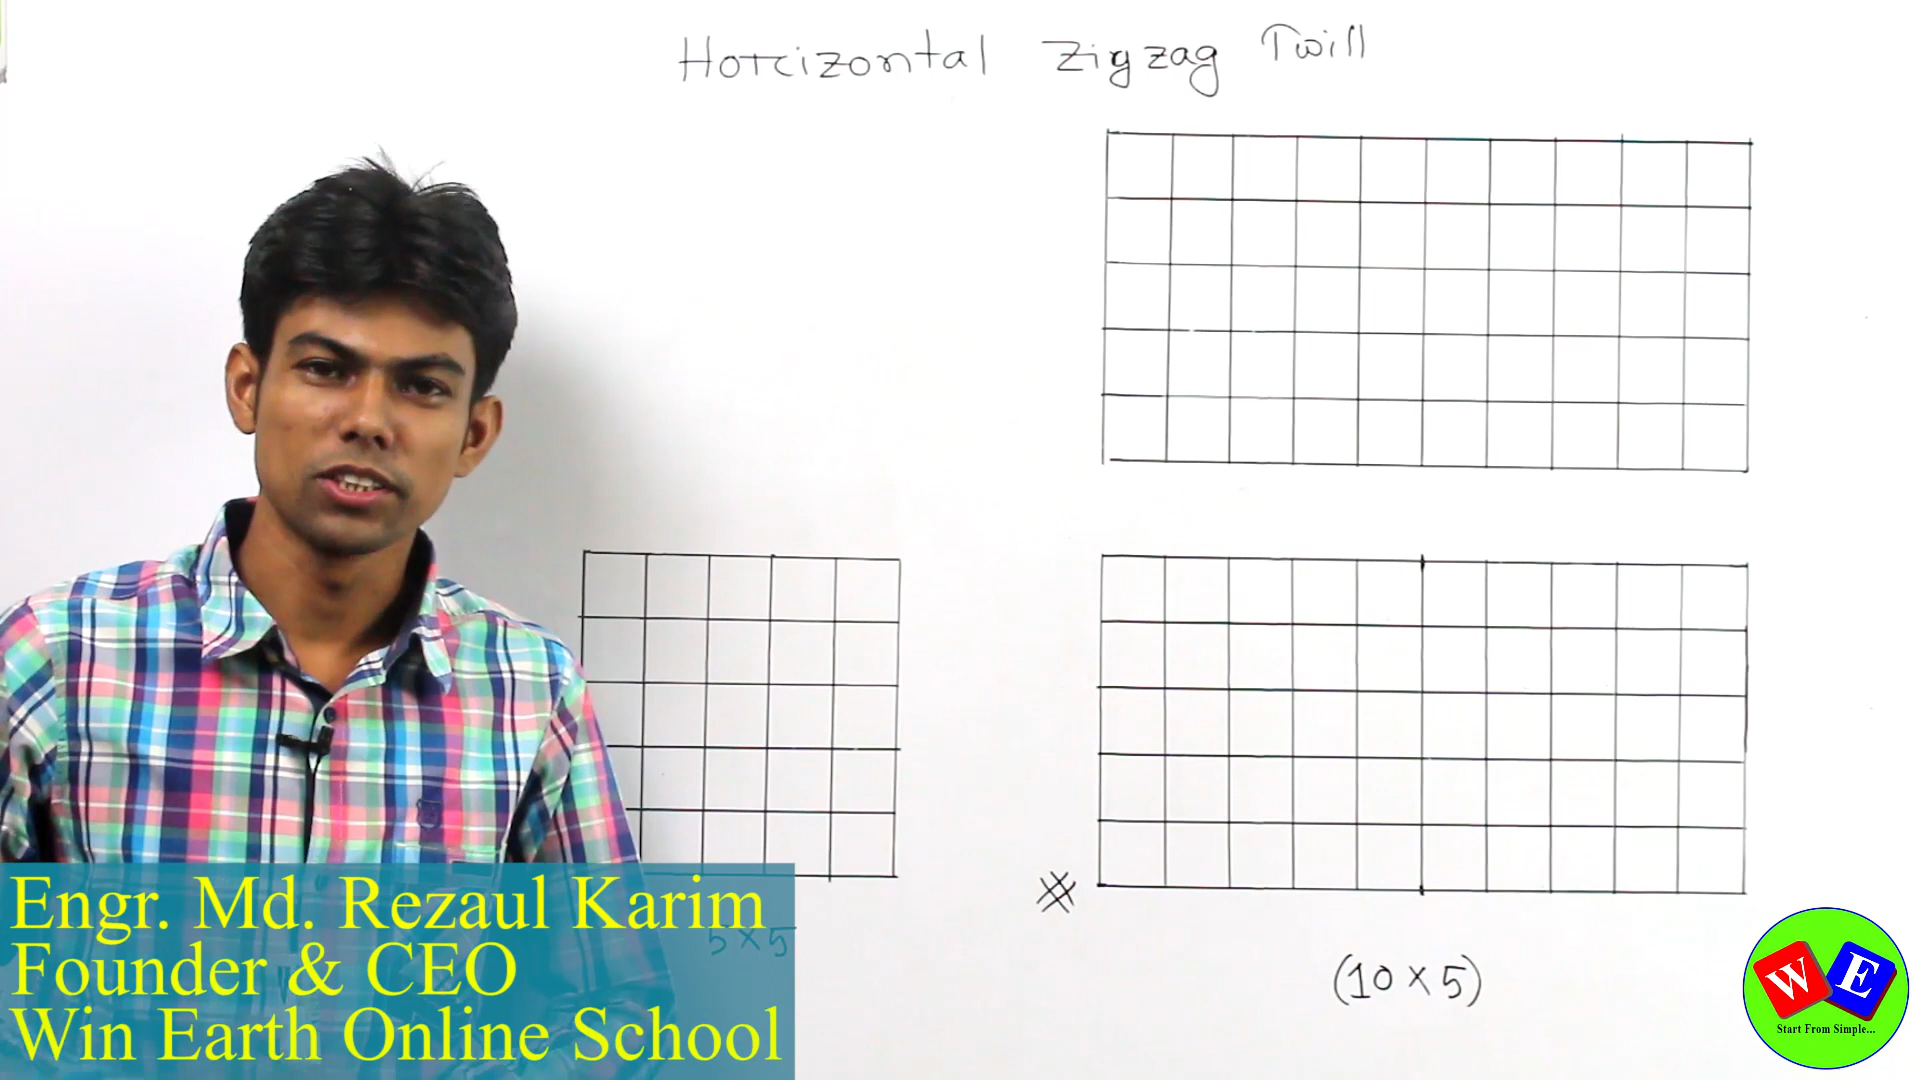 Horizontal Zigzag Twill
5×5
(10×5)
Engr. Md. Rezaul Karim
Founder & CEO
Win Earth Online School
W E
Start From Simple...